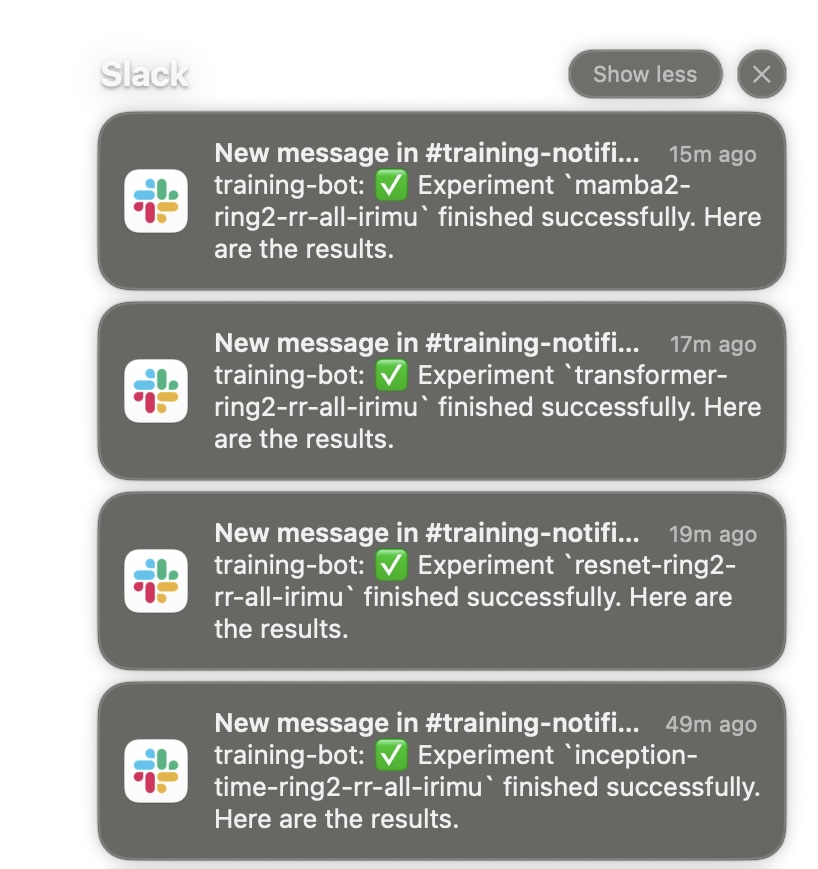 Slack
Show less
New message in #training-notifi... 15m ago
training-bot: ✅ Experiment `mamba2-
ring2-rr-all-irimu` finished successfully. Here
are the results.
New message in #training-notifi... 17m ago
training-bot: ✅ Experiment `transformer-
ring2-rr-all-irimu` finished successfully. Here
are the results.
New message in #training-notifi... 19m ago
training-bot: ✅ Experiment `resnet-ring2-
rr-all-irimu` finished successfully. Here are
the results.
New message in #training-notifi... 49m ago
training-bot: ✅ Experiment `inception-
time-ring2-rr-all-irimu` finished successfully.
Here are the results.